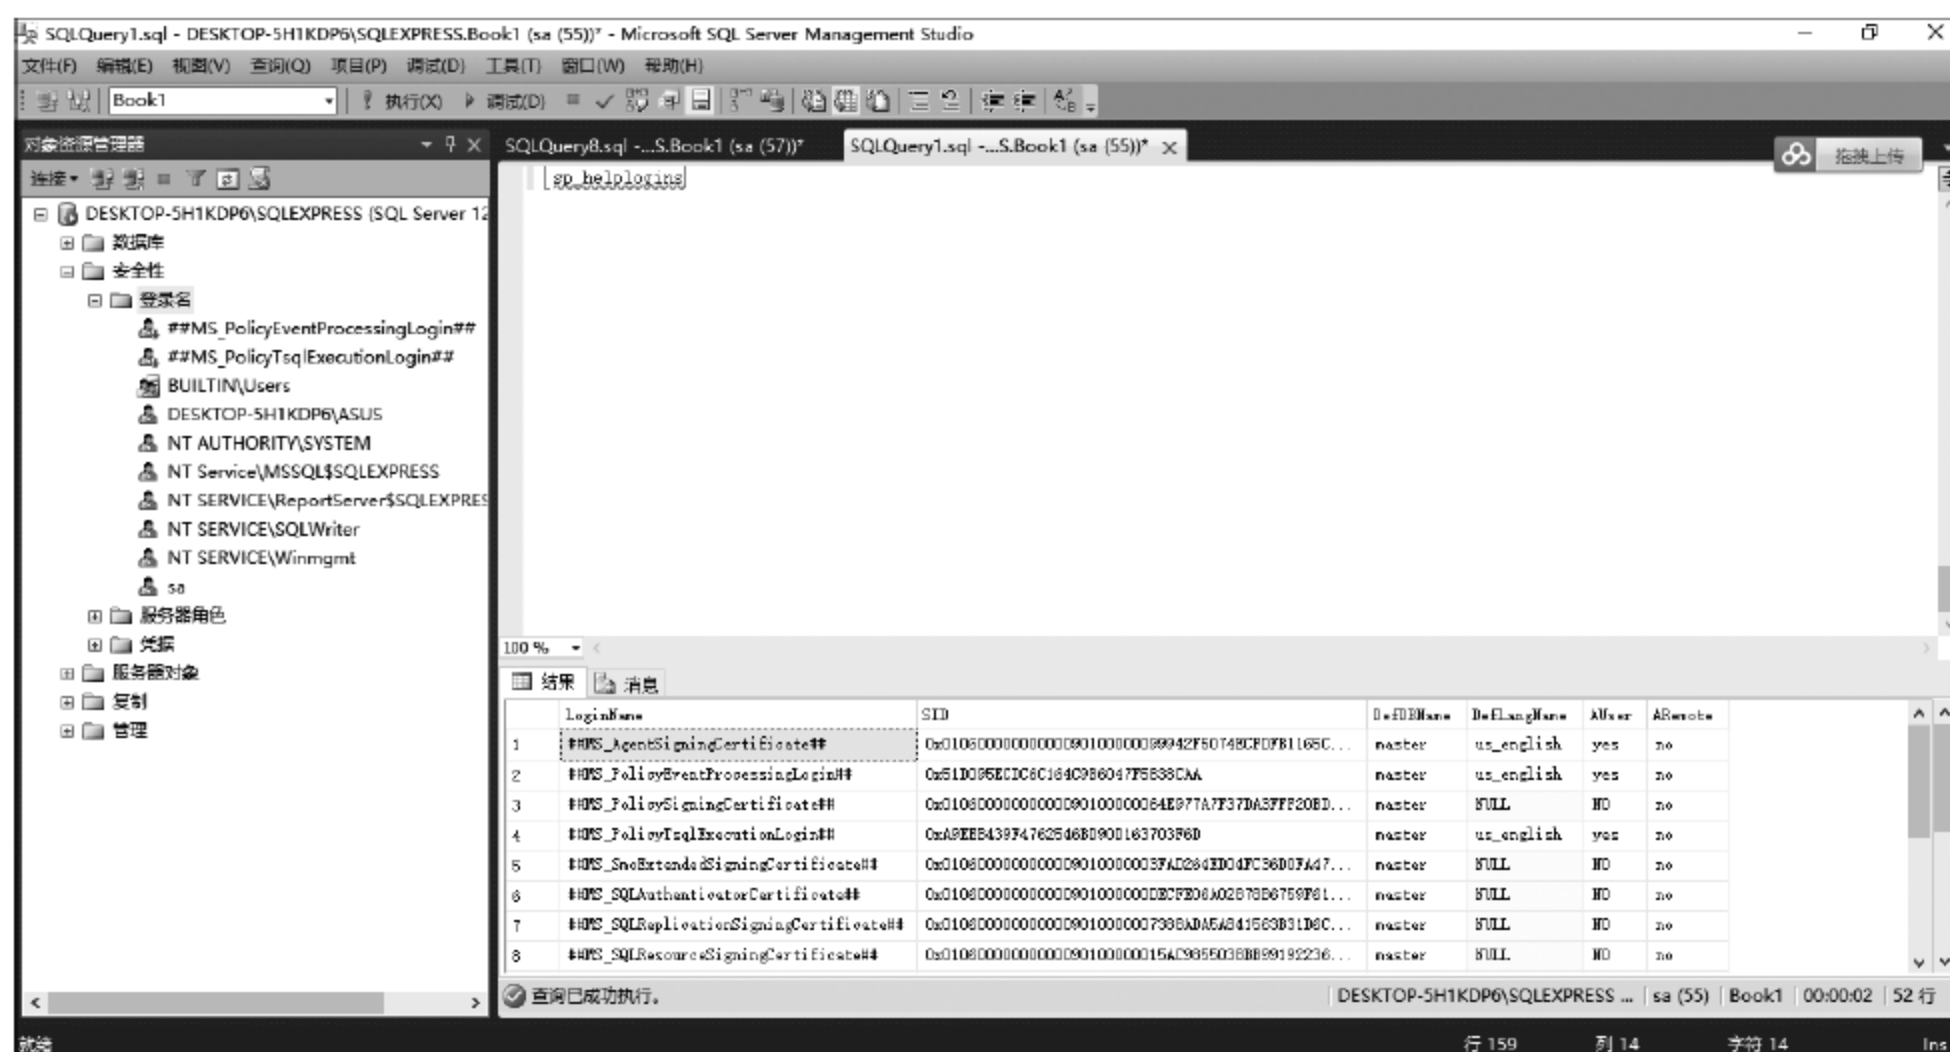 SQLQuery1.sql - DESKTOP-5H1KDP6\SQLEXPRESS.Book1 (sa (55))* - Microsoft SQL Server Management Studio
文件(F) 编辑(E) 视图(V) 查询(Q) 项目(P) 调试(D) 工具(T) 窗口(W) 帮助(H)
Book1 执行(X) 调试(D)
对象资源管理器
SQLQuery8.sql -...S.Book1 (sa (57))* SQLQuery1.sql -...S.Book1 (sa (55))*
拖拽上传
连接
sp_helplogins
DESKTOP-5H1KDP6\SQLEXPRESS (SQL Server 12
数据库
安全性
登录名
##MS_PolicyEventProcessingLogin##
##MS_PolicyTsqlExecutionLogin##
BUILTIN\Users
DESKTOP-5H1KDP6\ASUS
NT AUTHORITY\SYSTEM
NT Service\MSSQL$SQLEXPRESS
NT SERVICE\ReportServer$SQLEXPRES
NT SERVICE\SQLWriter
NT SERVICE\Winmgmt
sa
服务器角色
凭据
服务器对象
复制
管理
100 %
结果 消息
LoginName SID DefDBName DefLangName AUser ARemote
1 ##MS_AgentSigningCertificate## master us_english yes no
2 ##MS_PolicyEventProcessingLogin## master us_english yes no
3 ##MS_PolicySigningCertificate## master NULL NO no
4 ##MS_PolicyTsqlExecutionLogin## master us_english yes no
5 ##MS_SmoExtendedSigningCertificate## master NULL NO no
6 ##MS_SQLAuthenticatorCertificate## master NULL NO no
7 ##MS_SQLReplicationSigningCertificate## master NULL NO no
8 ##MS_SQLResourceSigningCertificate## master NULL NO no
查询已成功执行。 DESKTOP-5H1KDP6\SQLEXPRESS ... sa (55) Book1 00:00:02 52 行
就绪 行 159 列 14 字符 14 Ins